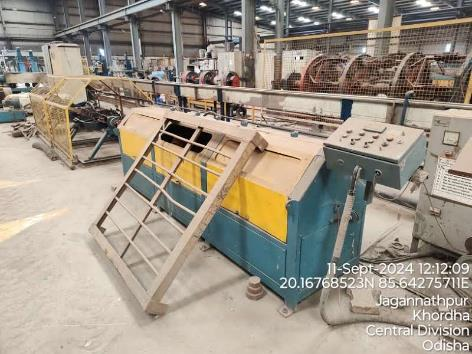 11-Sept-2024 12:12:09
20.16768523N 85.64275711E
Jagannathpur
Khordha
Central Division
Odisha